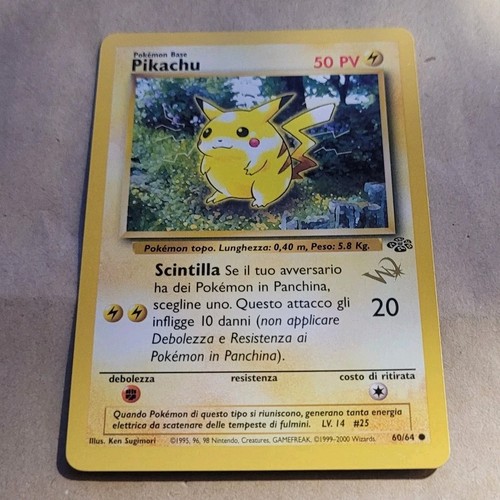 Pokémon Base
Pikachu 50 PV
Pokémon topo. Lunghezza: 0,40 m, Peso: 5.8 Kg.
Scintilla Se il tuo avversario
ha dei Pokémon in Panchina,
scegline uno. Questo attacco gli
infligge 10 danni (non applicare
Debolezza e Resistenza ai
Pokémon in Panchina).
20
W
debolezza resistenza costo di ritirata
Quando Pokémon di questo tipo si riuniscono, generano tanta energia
elettrica da scatenare delle tempeste di fulmini. LV. 14 #25
Illus. Ken Sugimori ©1995, 96, 98 Nintendo, Creatures, GAMEFREAK. ©1999-2000 Wizards. 60/64